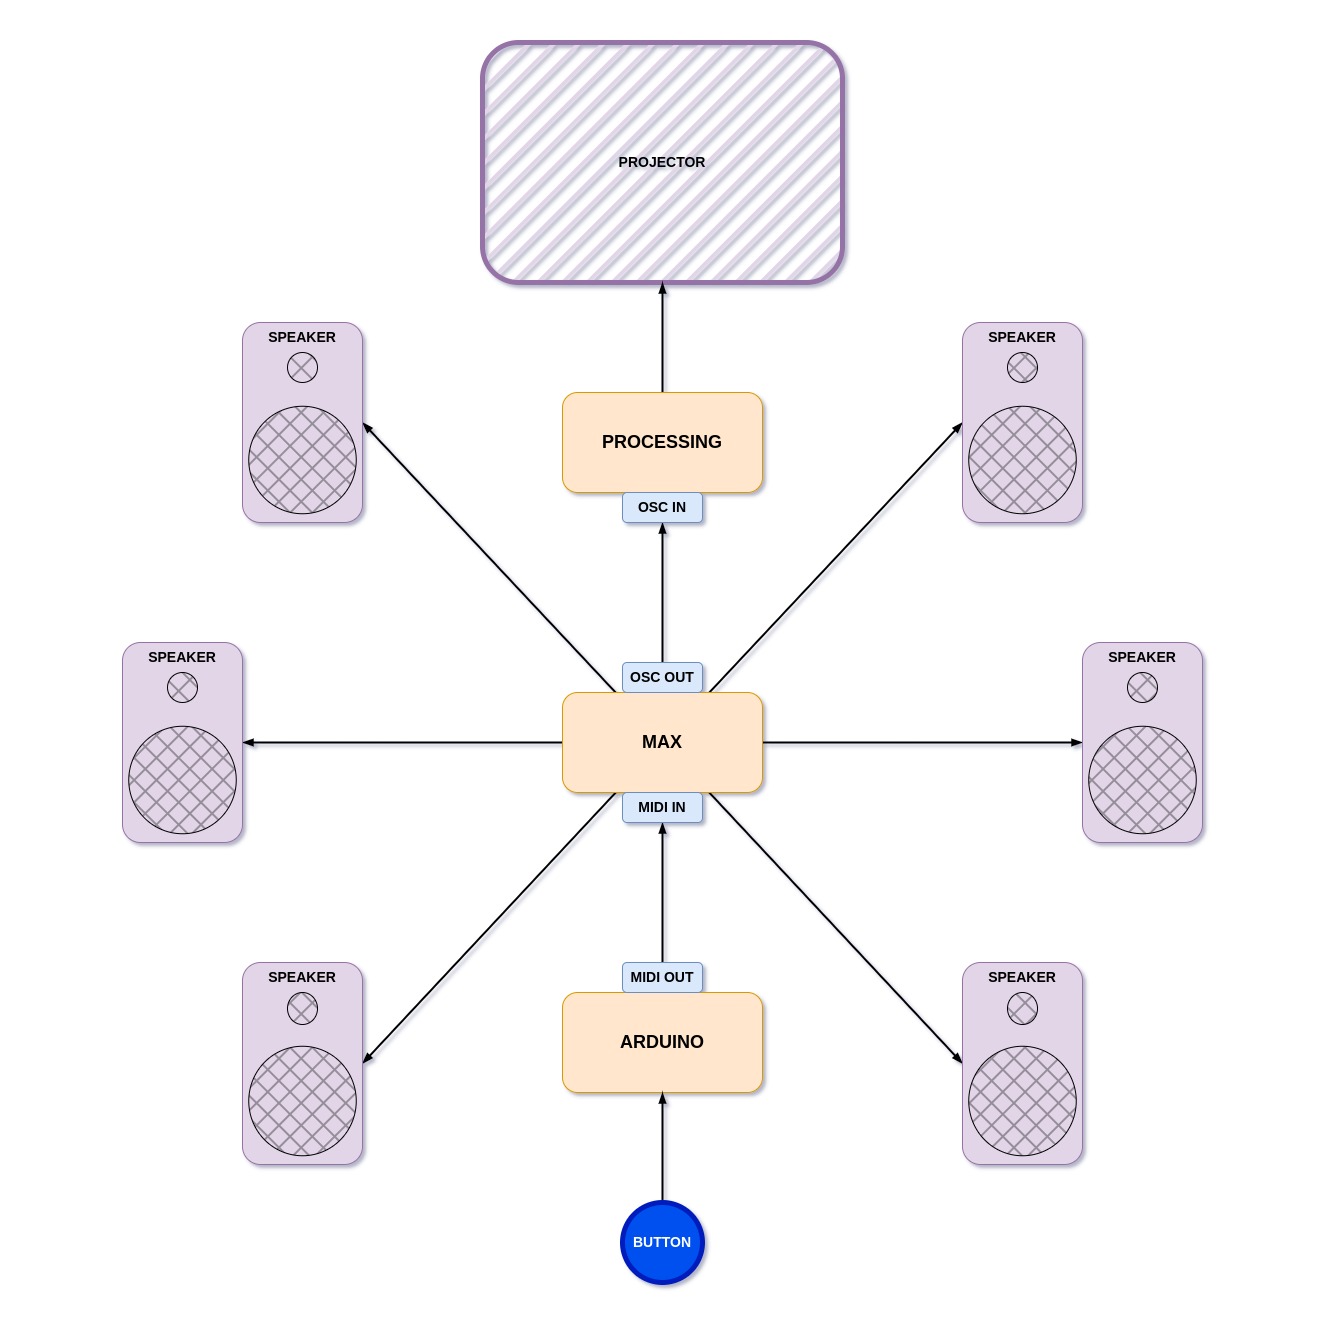 PROJECTOR
SPEAKER
SPEAKER
PROCESSING
OSC IN
SPEAKER
SPEAKER
OSC OUT
MAX
MIDI IN
SPEAKER
MIDI OUT
SPEAKER
ARDUINO
BUTTON